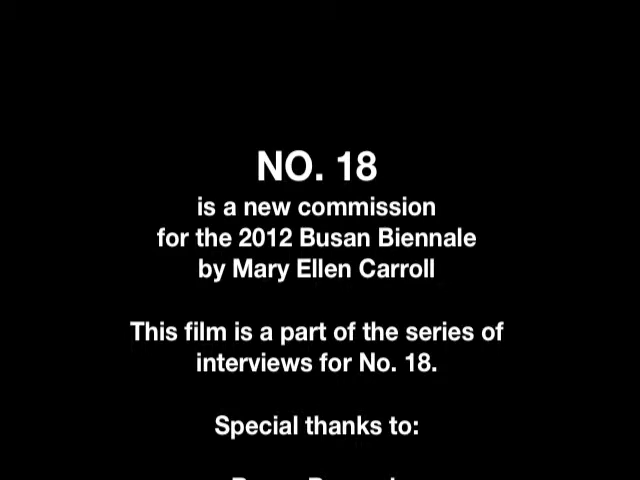 NO. 18
is a new commission
for the 2012 Busan Biennale
by Mary Ellen Carroll
This film is a part of the series of
interviews for No. 18.
Special thanks to: